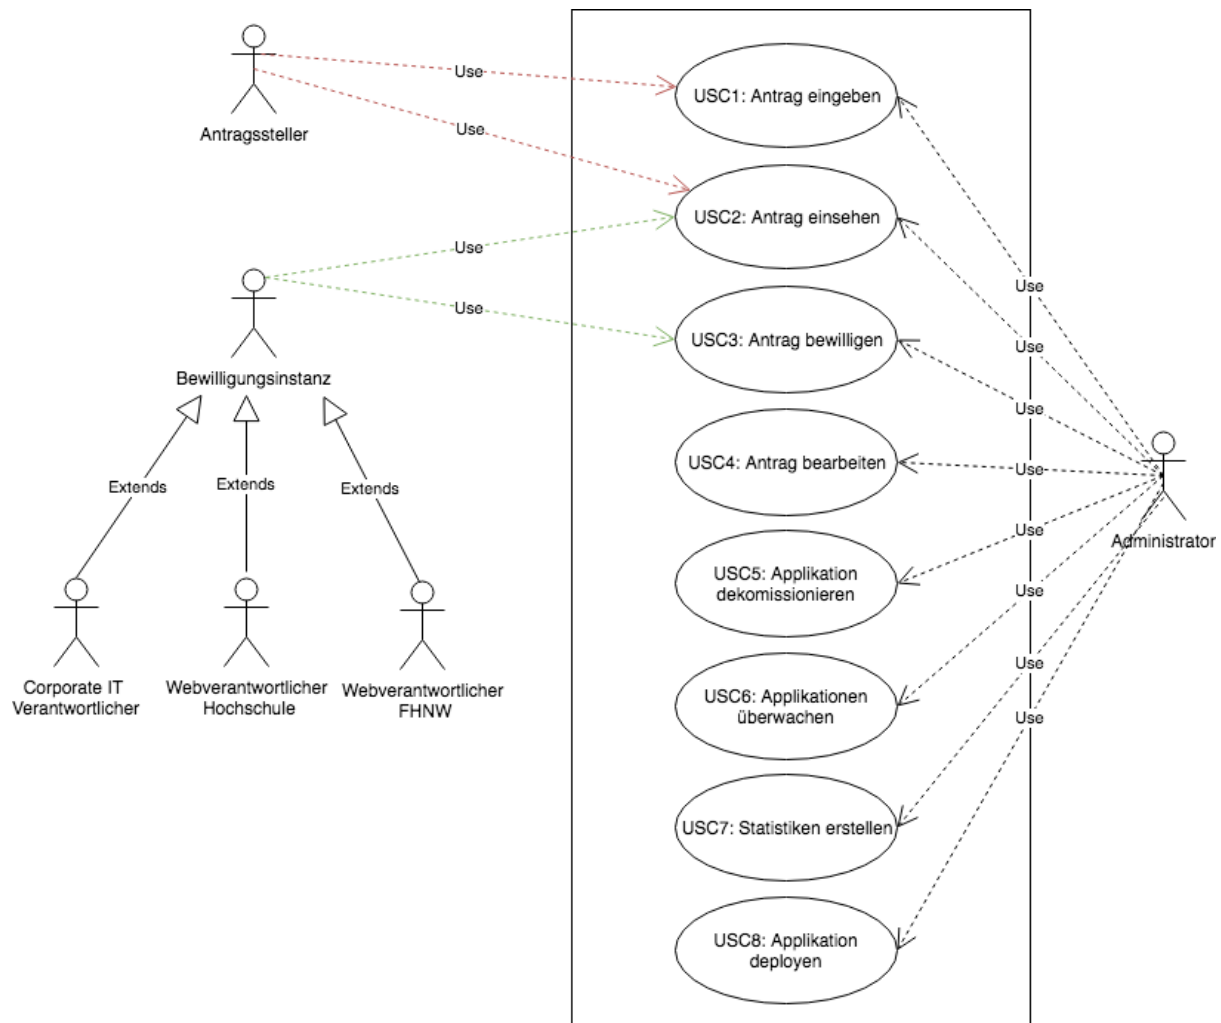 Antragssteller
Use
Use
USC1: Antrag eingeben
USC2: Antrag einsehen
Use
Use
Bewilligungsinstanz
USC3: Antrag bewilligen
Extends
Extends
Extends
Corporate IT
Verantwortlicher
Webverantwortlicher
Hochschule
Webverantwortlicher
FHNW
USC4: Antrag bearbeiten
USC5: Applikation
dekomissionieren
USC6: Applikationen
überwachen
USC7: Statistiken erstellen
USC8: Applikation
deployen
Use
Use
Use
Use
Use
Use
Use
Use
Administrator